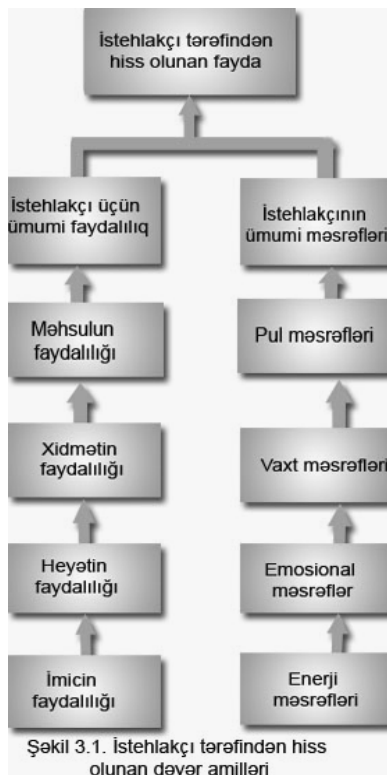 İstehlakçı tərəfindən
hiss olunan fayda
İstehlakçı üçün
ümumi faydalılıq
Məhsulun
faydalılığı
Xidmətin
faydalılığı
Heyətin
faydalılığı
İmicin
faydalılığı
İstehlakçının
ümumi məsrəfləri
Pul məsrəfləri
Vaxt məsrəfləri
Emosional
məsrəflər
Enerji
məsrəfləri
Şəkil 3.1. İstehlakçı tərəfindən hiss
olunan dəyər amilləri